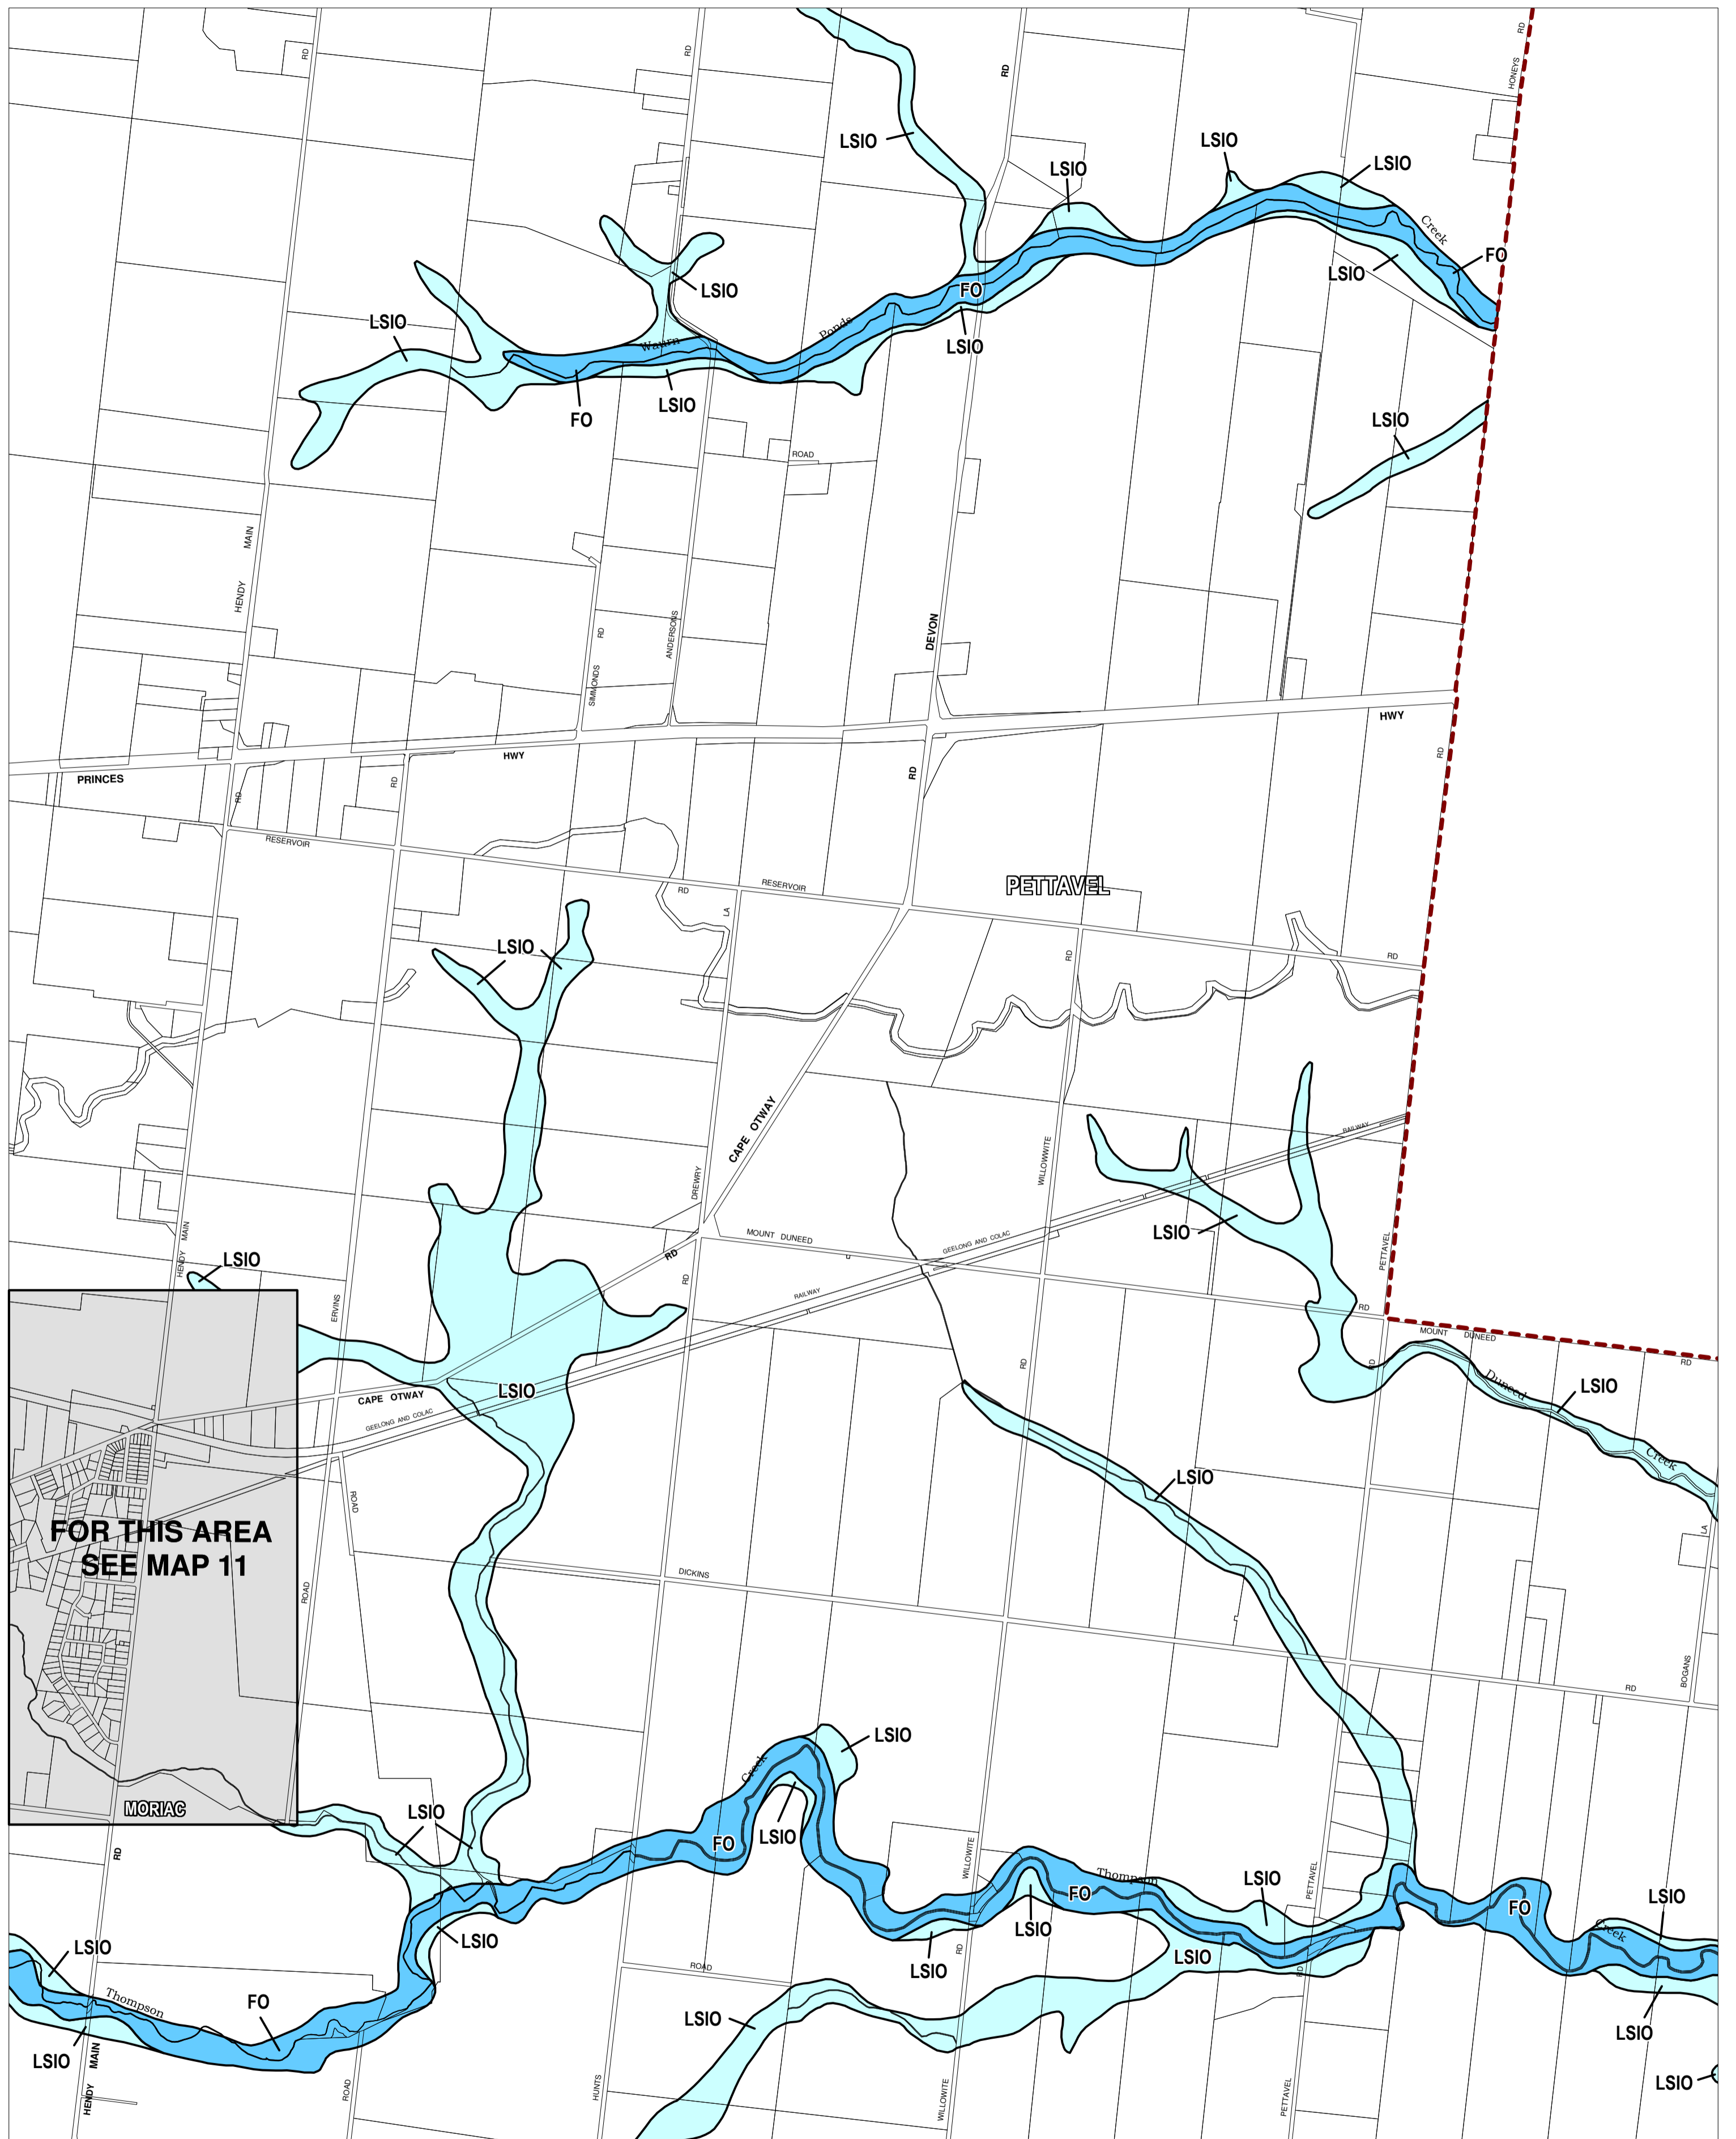 RD
RD
RD
RD
HONEYS
LSIO
LSIO
LSIO
LSIO
Creek
FO
LSIO
LSIO
FO
LSIO
LSIO
Ponds
Waurn
LSIO
FO
LSIO
ROAD
MAIN
HENDY
RD
SIMMONDS
ANDERSONS
DEVON
HWY
PRINCES
HWY
RD
RD
RD
RD
RESERVOIR
RD
RESERVOIR
PETTAVEL
LA
RD
RD
LSIO
CAPE OTWAY
WILLOWWITE
RAILWAY
DREWRY
LSIO
MOUNT DUNEED
GEELONG AND COLAC
RD
MAIN
HENDY
LSIO
PETTAVEL
RD
RAILWAY
ERVINS
RD
MOUNT DUNEED
RD
RD
RD
Duneed
LSIO
CAPE OTWAY
LSIO
GEELONG AND COLAC
Creek
LSIO
ROAD
FOR THIS AREA
SEE MAP 11
LA
DICKINS
ROAD
BOGANS
RD
LSIO
Creek
MORIAC
LSIO
LSIO
FO
RD
WILLOWITE
Thompson
FO
LSIO
PETTAVEL
LSIO
FO
LSIO
Creek
LSIO
LSIO
RD
LSIO
LSIO
LSIO
ROAD
RD
Thompson
FO
LSIO
LSIO
LSIO
MAIN
HENDY
ROAD
HUNTS
WILLOWITE
PETTAVEL
LSIO